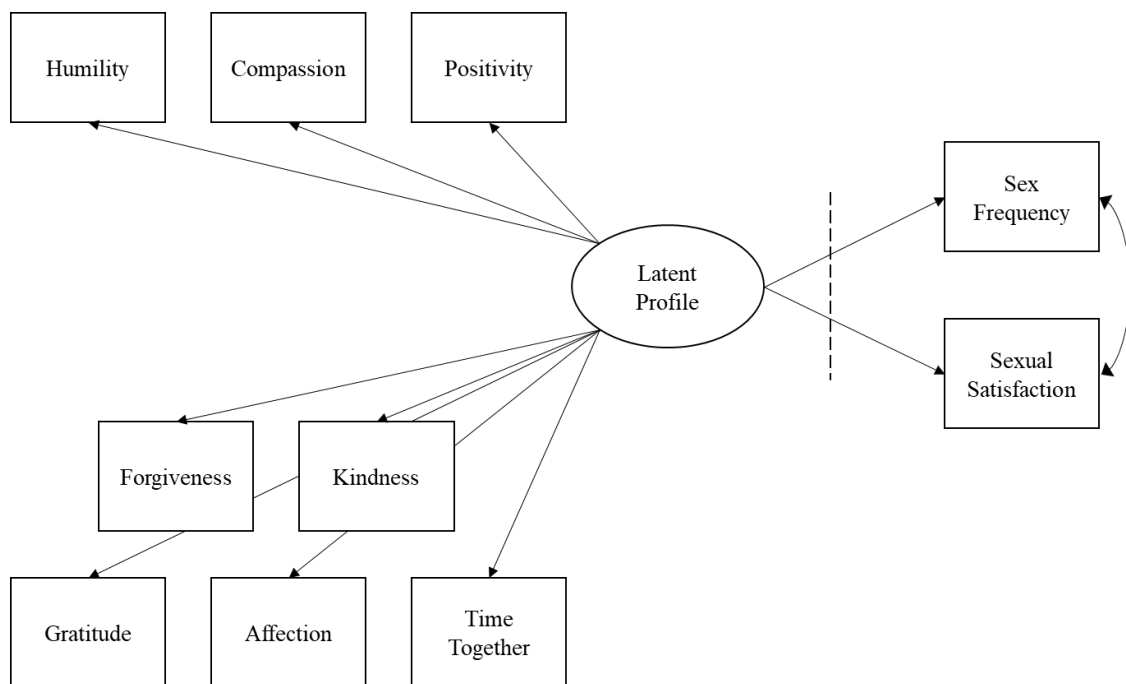 Humility
Compassion
Positivity
Sex
Frequency
Latent
Profile
Sexual
Satisfaction
Forgiveness
Kindness
Gratitude
Affection
Time
Together